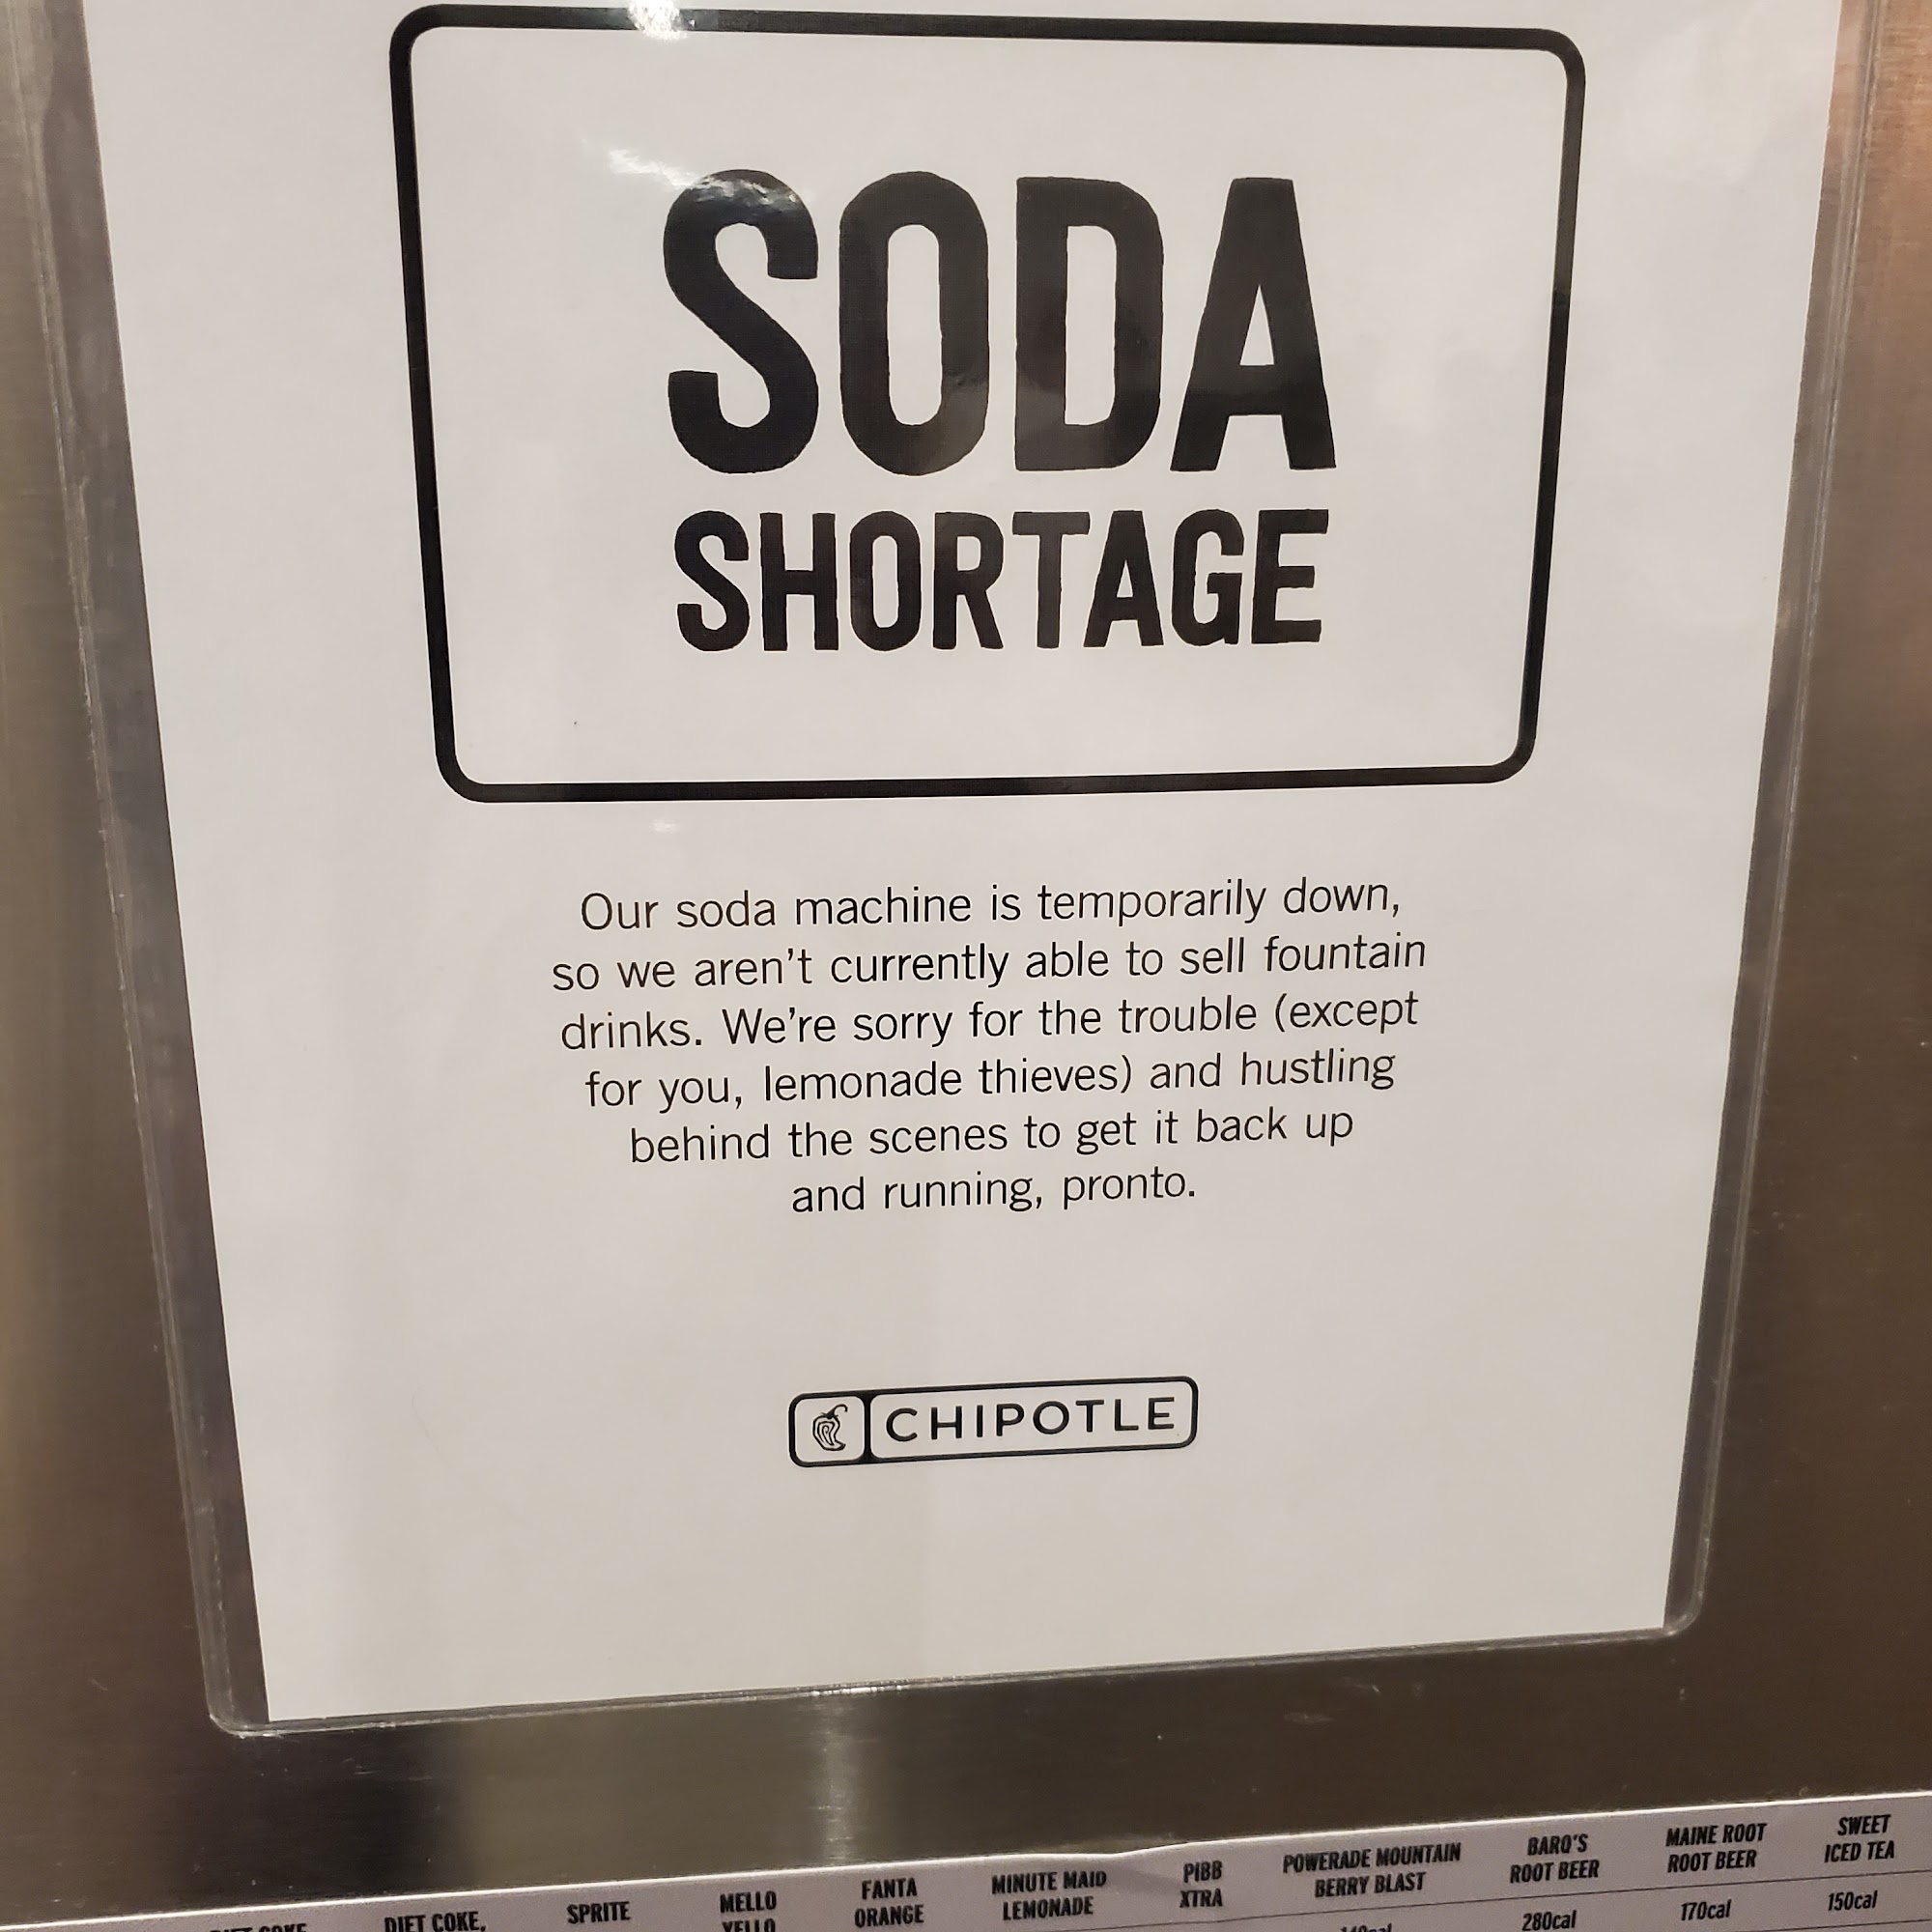 SODA
SHORTAGE
Our soda machine is temporarily down,
so we aren't currently able to sell fountain
drinks. We're sorry for the trouble (except
for you, lemonade thieves) and hustling
behind the scenes to get it back up
and running, pronto.
CHIPOTLE
DIET COKE,
SPRITE
MELLO
YELLO
FANTA
ORANGE
MINUTE MAID
LEMONADE
PIBB
XTRA
POWERADE MOUNTAIN
BERRY BLAST
BARQ'S
ROOT BEER
280cal
MAINE ROOT
ROOT BEER
170cal
SWEET
ICED TEA
150cal